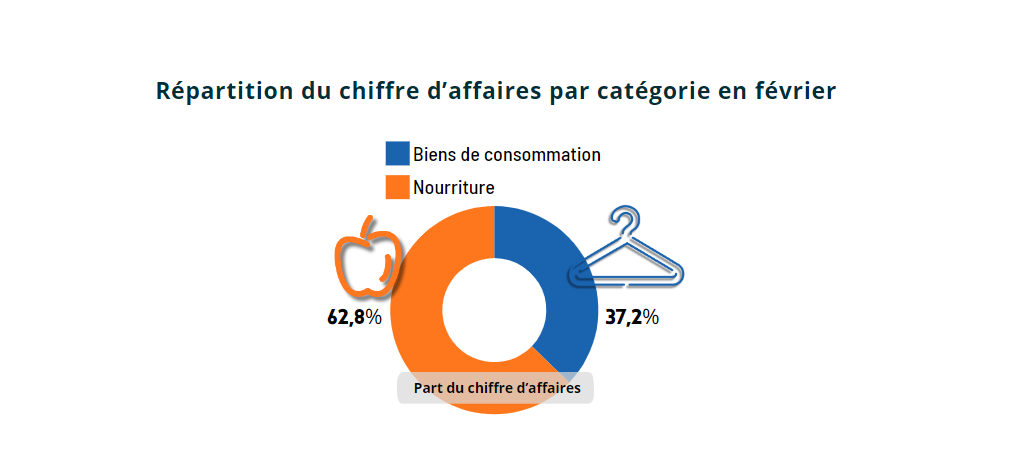 Répartition du chiffre d’affaires par catégorie en février
Biens de consommation
Nourriture
62,8%
37,2%
Part du chiffre d’affaires